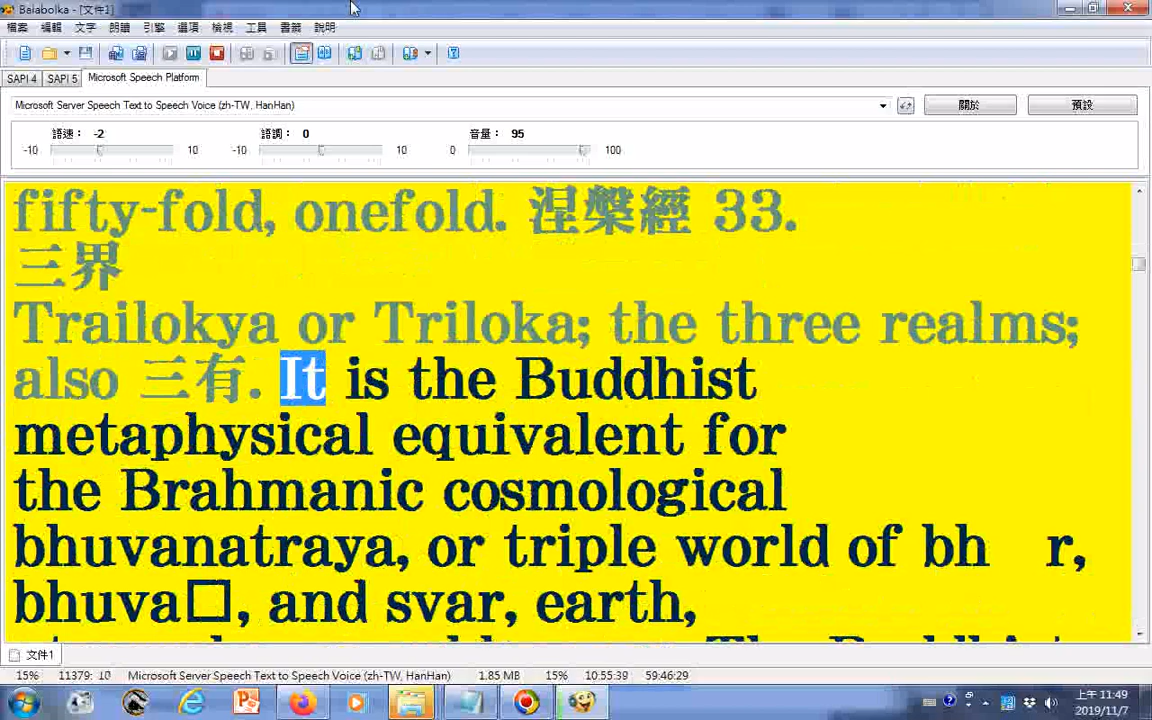 Balabolka - [文件1]
檔案 編輯 文字 朗讀 引擎 選項 檢視 工具 書籤 說明
SAPI 4 SAPI 5 Microsoft Speech Platform
Microsoft Server Speech Text to Speech Voice (zh-TW, HanHan) 關於 預設
語速： -2 語調： 0 音量： 95
-10 10 -10 10 0 100
fifty-fold, onefold. 涅槃經 33.
三界
Trailokya or Triloka; the three realms;
also 三有. It is the Buddhist
metaphysical equivalent for
the Brahmanic cosmological
bhuvanatraya, or triple world of bh r,
bhuva□, and svar, earth,
文件1
15% 11379: 10 Microsoft Server Speech Text to Speech Voice (zh-TW, HanHan) 1.85 MB 15% 10:55:39 59:46:29
上午 11:49
2019/11/7